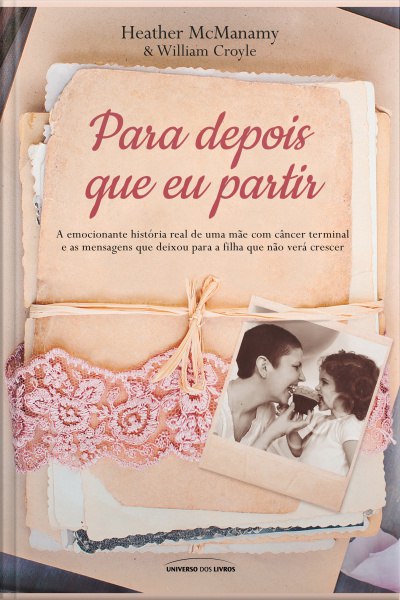 Heather McManamy
& William Croyle
Para depois
que eu partir
A emocionante história real de uma mãe com câncer terminal
e as mensagens que deixou para a filha que não verá crescer
UNIVERSO DOS LIVROS